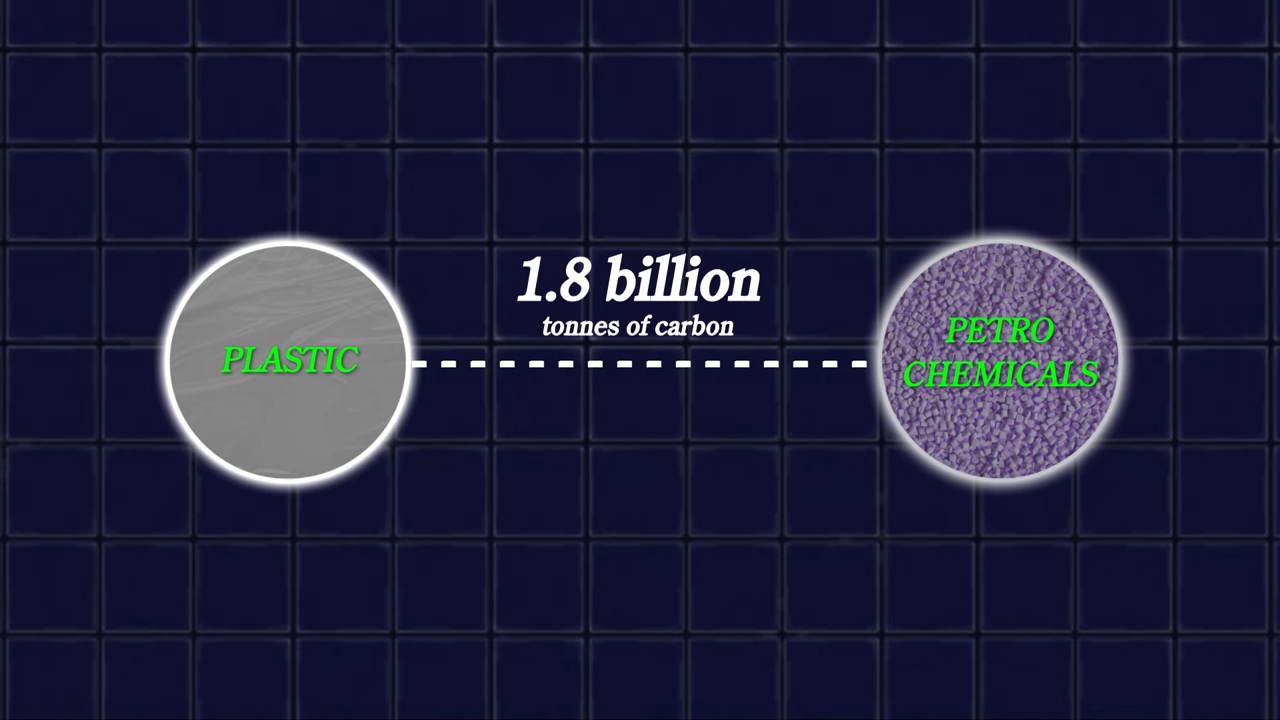 1.8 billion
tonnes of carbon
PLASTIC
PETRO
CHEMICALS